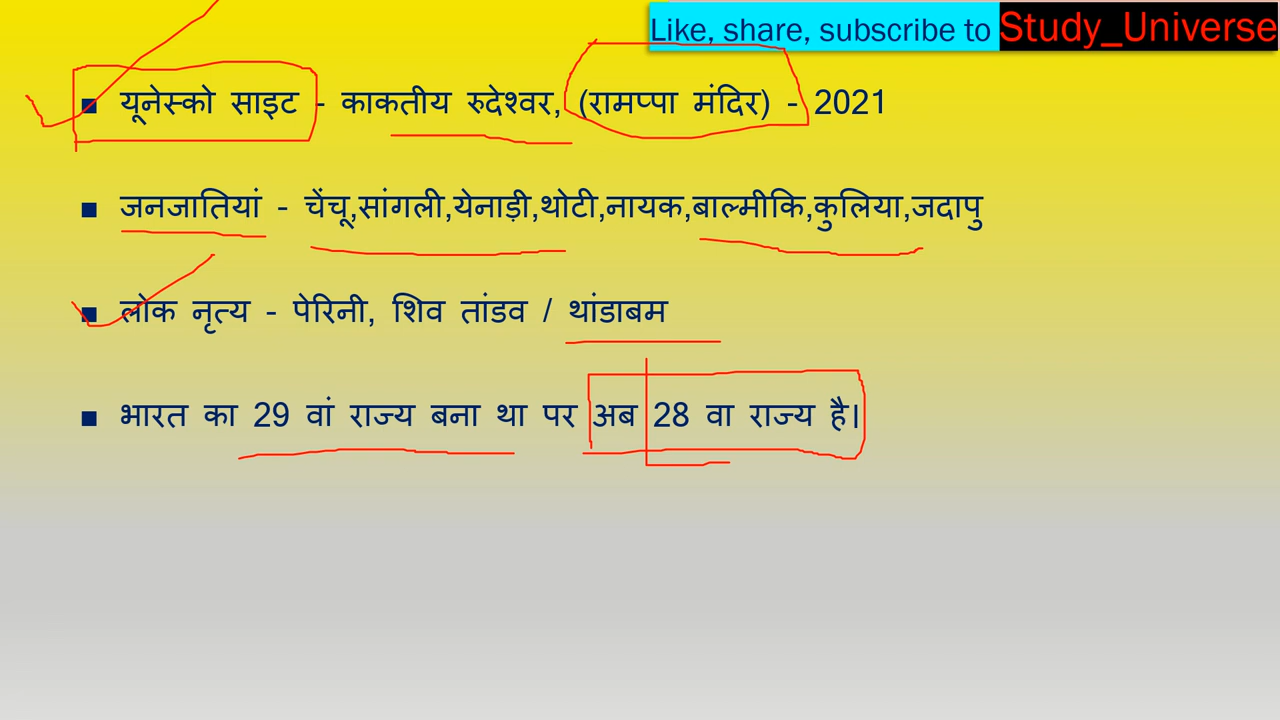 Like, share, subscribe to Study_Universe
▪ यूनेस्को साइट - काकतीय रुदेश्वर, (रामप्पा मंदिर) - 2021
▪ जनजातियां - चेंचू,सांगली,येनाड़ी,थोटी,नायक,बाल्मीकि,कुलिया,जदापु
▪ लोक नृत्य - पेरिनी, शिव तांडव / थांडाबम
▪ भारत का 29 वां राज्य बना था पर अब 28 वा राज्य है।